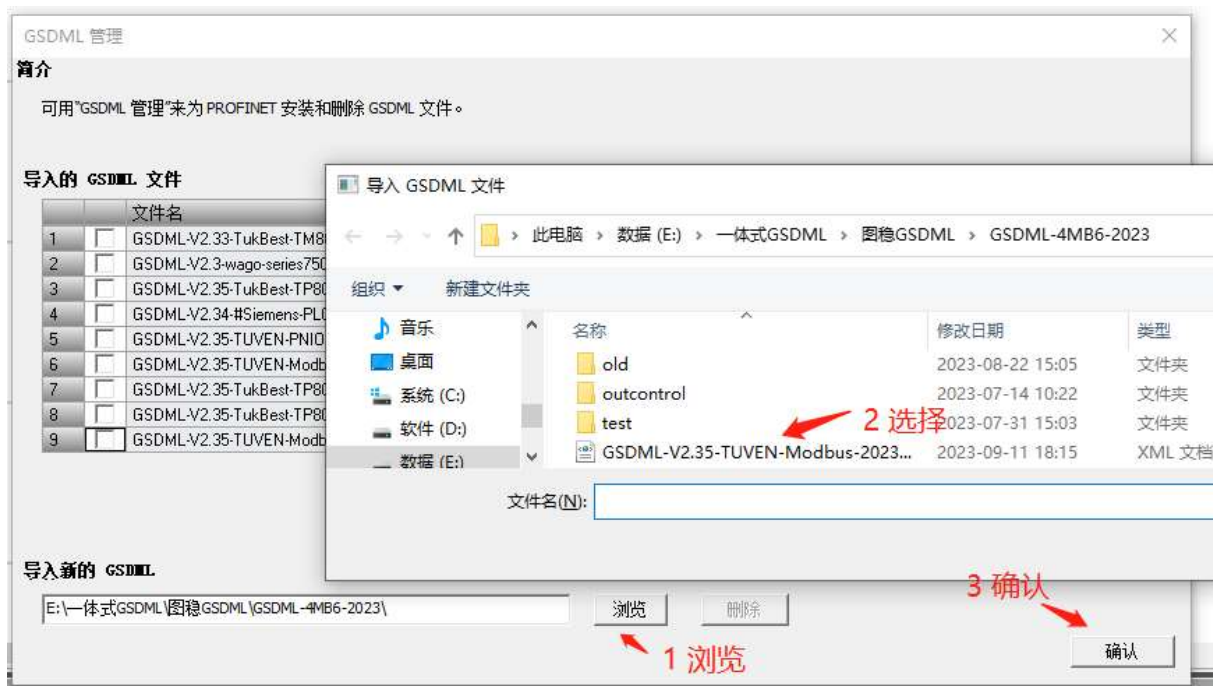 GSDML 管理
简介
可用"GSDML 管理"来为 PROFINET 安装和删除 GSDML 文件。
导入的 GSDML 文件
文件名
1 GSDML-V2.33-TukBest-TM8
2 GSDML-V2.3-wago-series750
3 GSDML-V2.35-TukBest-TP80
4 GSDML-V2.34-#Siemens-PLC
5 GSDML-V2.35-TUVEN-PNIO
6 GSDML-V2.35-TUVEN-Modb
7 GSDML-V2.35-TukBest-TP80
8 GSDML-V2.35-TukBest-TP80
9 GSDML-V2.35-TUVEN-Modb
导入 GSDML 文件
此电脑 › 数据 (E:) › 一体式GSDML › 图稳GSDML › GSDML-4MB6-2023
组织 新建文件夹
音乐
桌面
系统 (C:)
软件 (D:)
数据 (E:)
名称 修改日期 类型
old 2023-08-22 15:05 文件夹
outcontrol 2023-07-14 10:22 文件夹
test 2023-07-31 15:03 文件夹
GSDML-V2.35-TUVEN-Modbus-2023... 2023-09-11 18:15 XML 文档
2 选择
文件名(N):
导入新的 GSDML
E:\一体式GSDML\图稳GSDML\GSDML-4MB6-2023\
浏览 删除
1 浏览
3 确认
确认